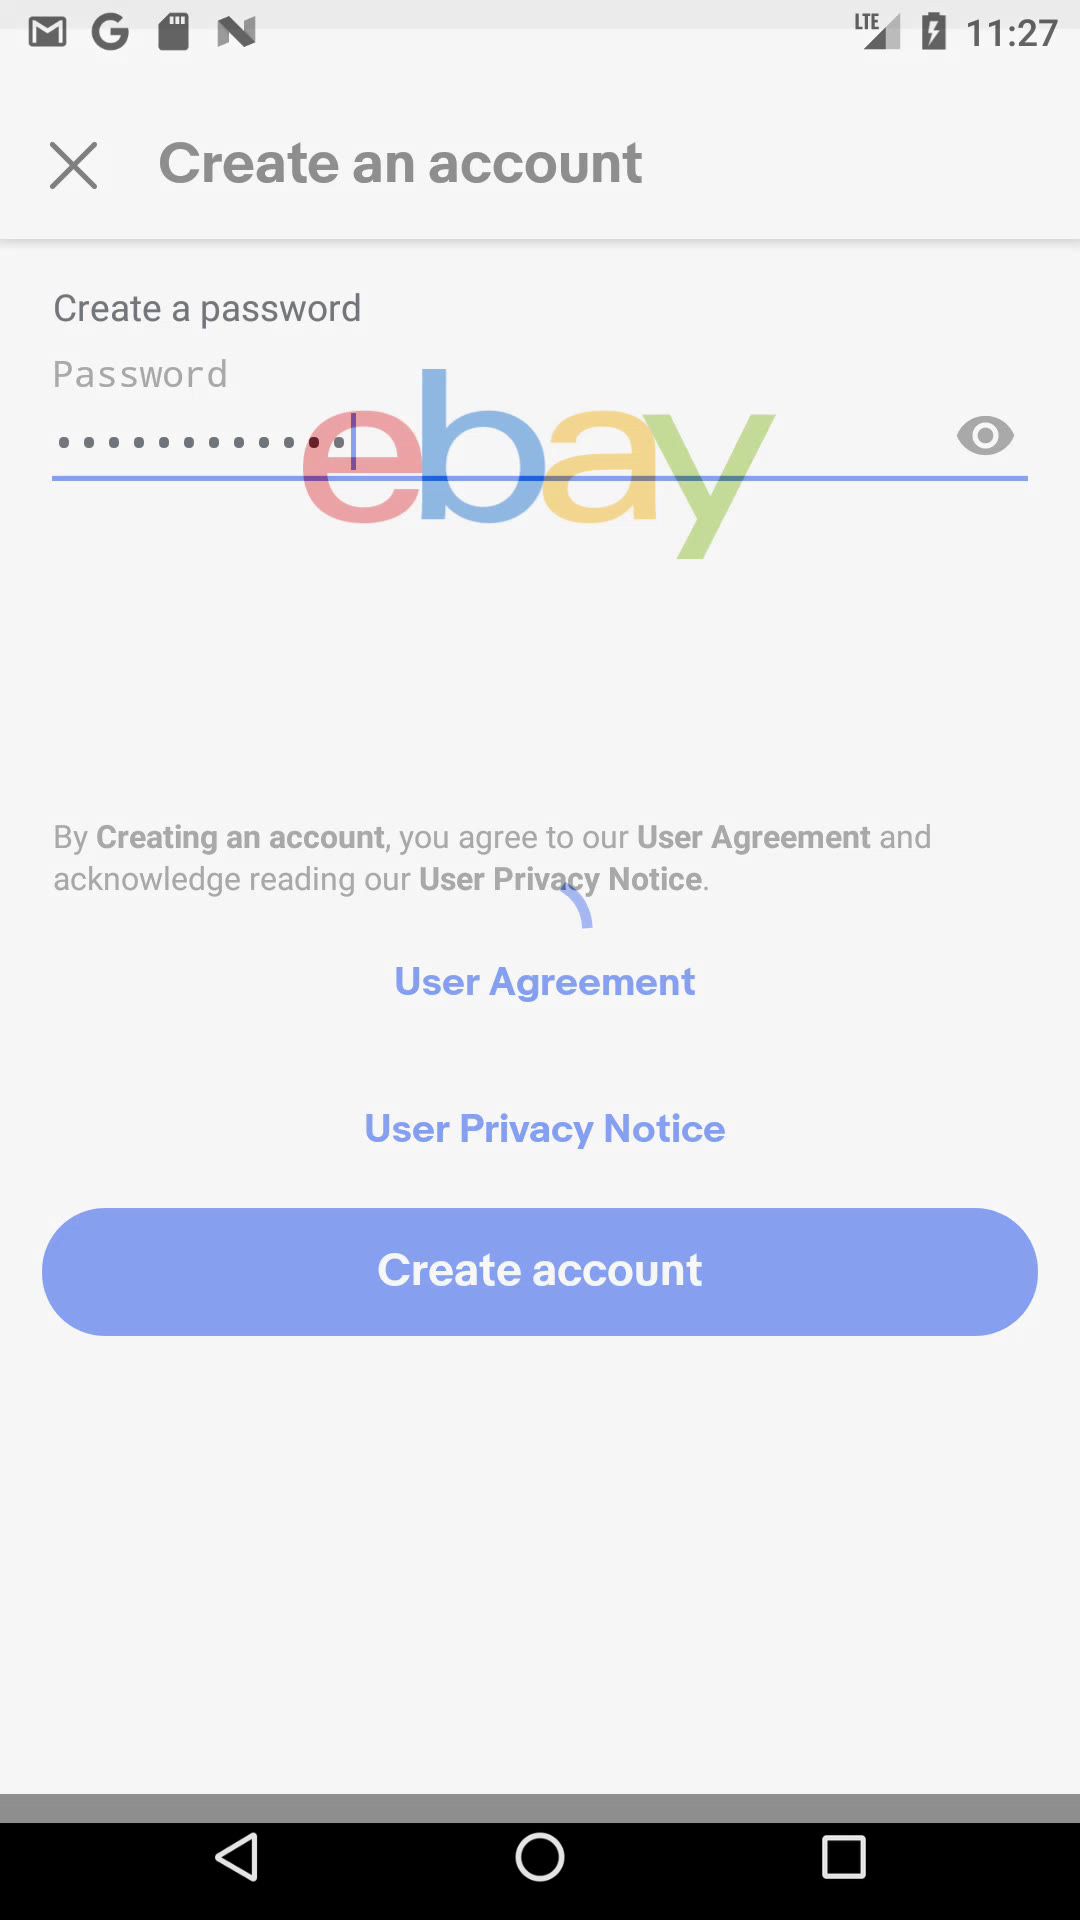 LTE 11:27
Create an account
Create a password
Password
••••••••••••
ebay
By Creating an account, you agree to our User Agreement and
acknowledge reading our User Privacy Notice.
User Agreement
User Privacy Notice
Create account